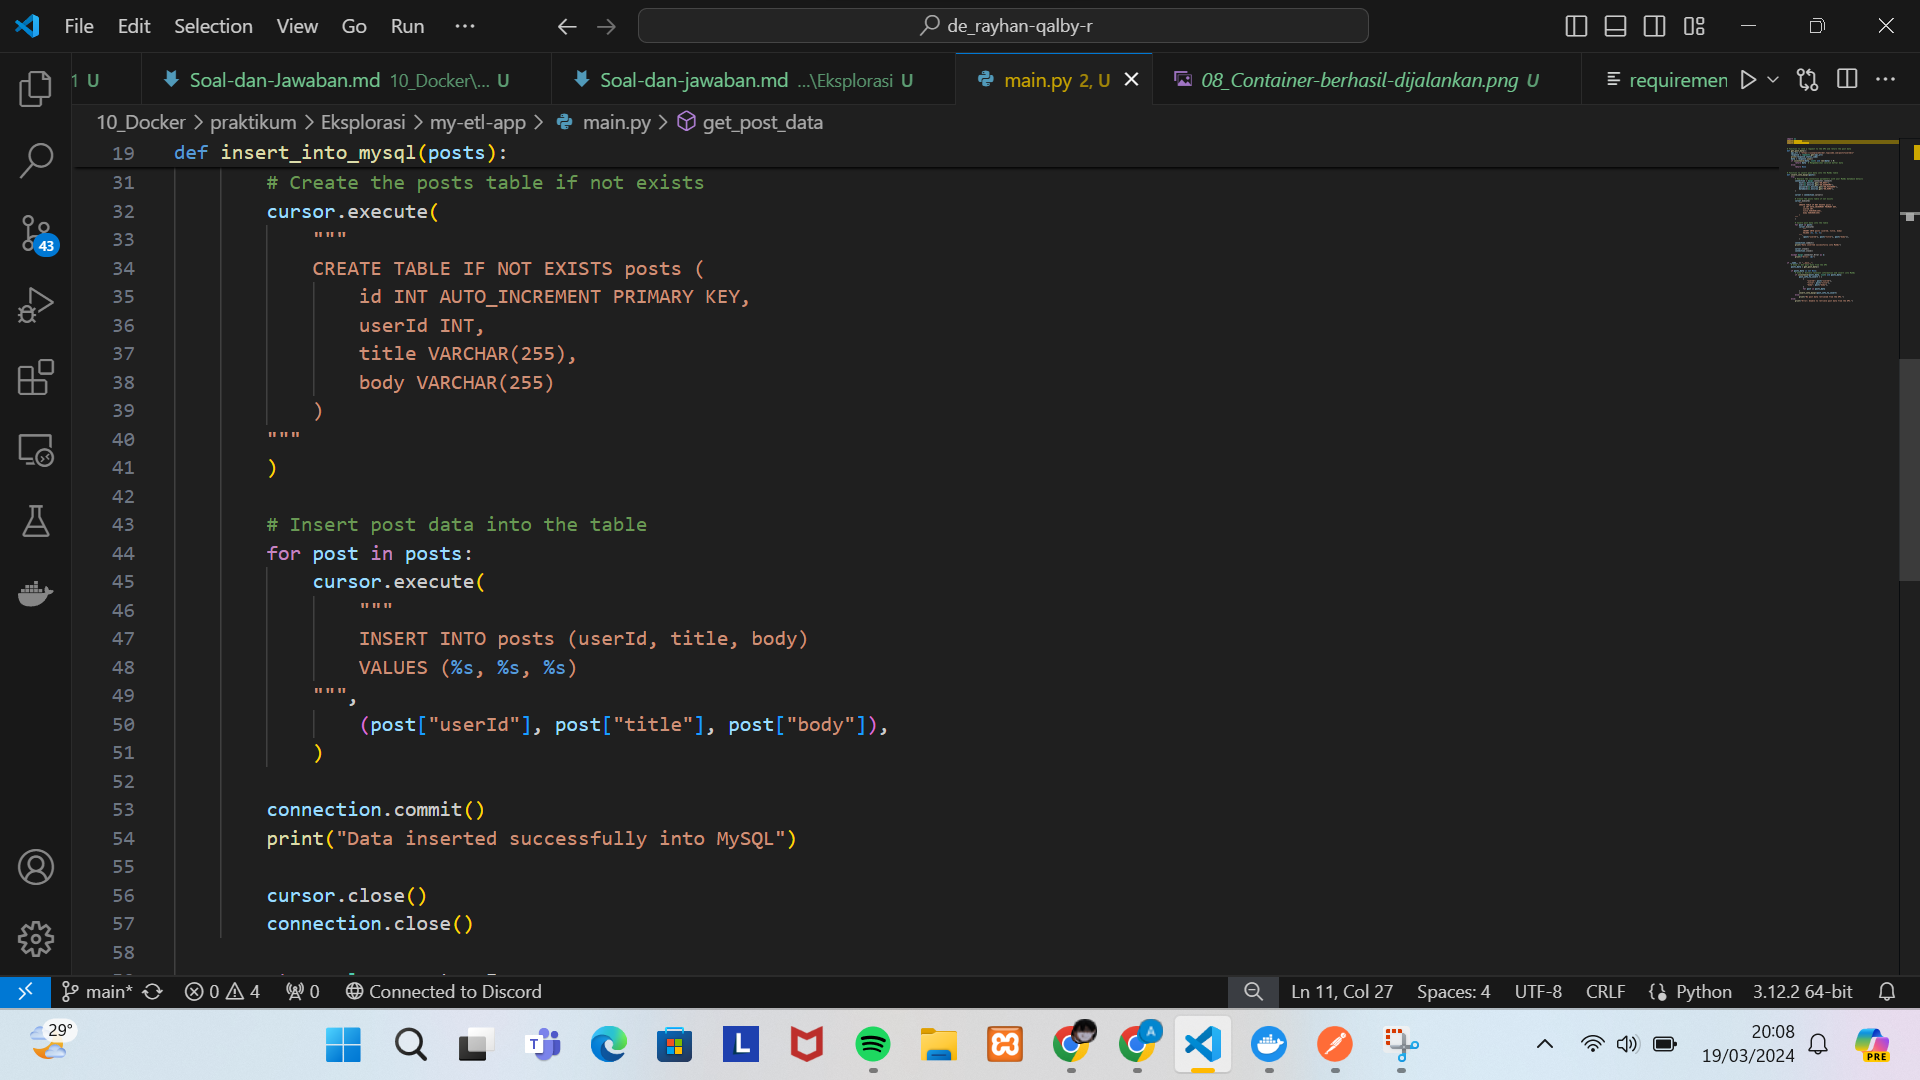 File Edit Selection View Go Run ··· de_rayhan-qalby-r
1 U Soal-dan-Jawaban.md 10_Docker\... U Soal-dan-jawaban.md ...\Eksplorasi U main.py 2, U 08_Container-berhasil-dijalankan.png U requiremen
10_Docker > praktikum > Eksplorasi > my-etl-app > main.py > get_post_data
19 def insert_into_mysql(posts):
31 # Create the posts table if not exists
32 cursor.execute(
33 """
34 CREATE TABLE IF NOT EXISTS posts (
35 id INT AUTO_INCREMENT PRIMARY KEY,
36 userId INT,
37 title VARCHAR(255),
38 body VARCHAR(255)
39 )
40 """
41 )
42
43 # Insert post data into the table
44 for post in posts:
45 cursor.execute(
46 """
47 INSERT INTO posts (userId, title, body)
48 VALUES (%s, %s, %s)
49 """,
50 (post["userId"], post["title"], post["body"]),
51 )
52
53 connection.commit()
54 print("Data inserted successfully into MySQL")
55
56 cursor.close()
57 connection.close()
58
43
main* 0 4 0 Connected to Discord Ln 11, Col 27 Spaces: 4 UTF-8 CRLF Python 3.12.2 64-bit
29° T L A PRE
20:08
19/03/2024